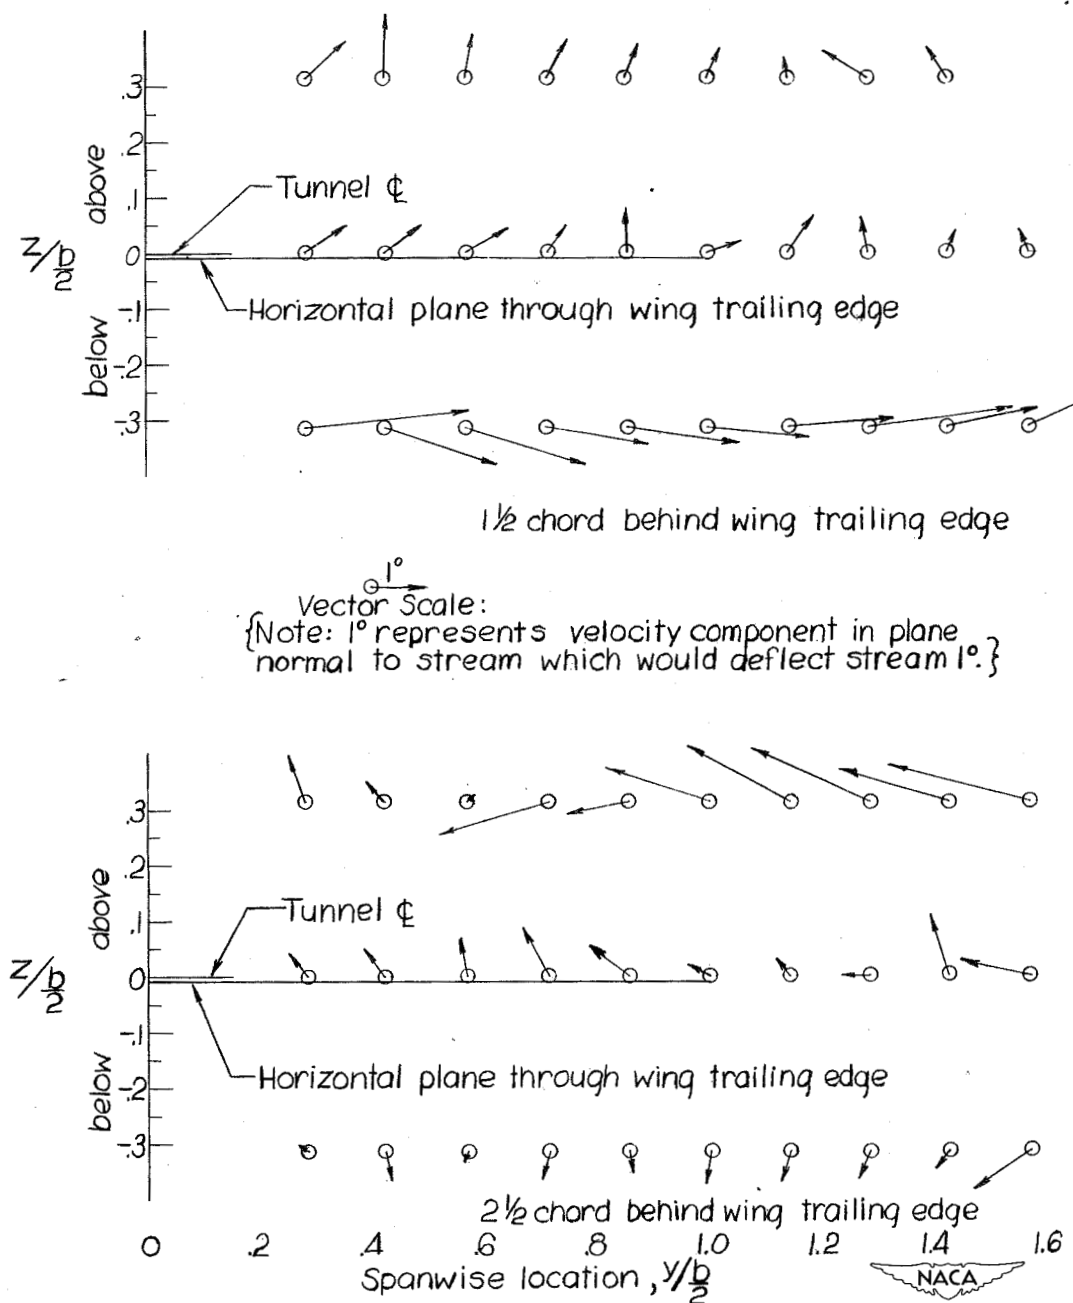 .3
.2
above
.1
Tunnel ℄
z/b/2
0
Horizontal plane through wing trailing edge
-.1
below
-.2
-.3
1½ chord behind wing trailing edge
1°
Vector Scale:
{Note: 1° represents velocity component in plane
normal to stream which would deflect stream 1°.}
.3
.2
above
.1
Tunnel ℄
z/b/2
0
-.1
Horizontal plane through wing trailing edge
below
-.2
-.3
2½ chord behind wing trailing edge
0 .2 .4 .6 .8 1.0 1.2 1.4 1.6
Spanwise location, y/b/2
NACA